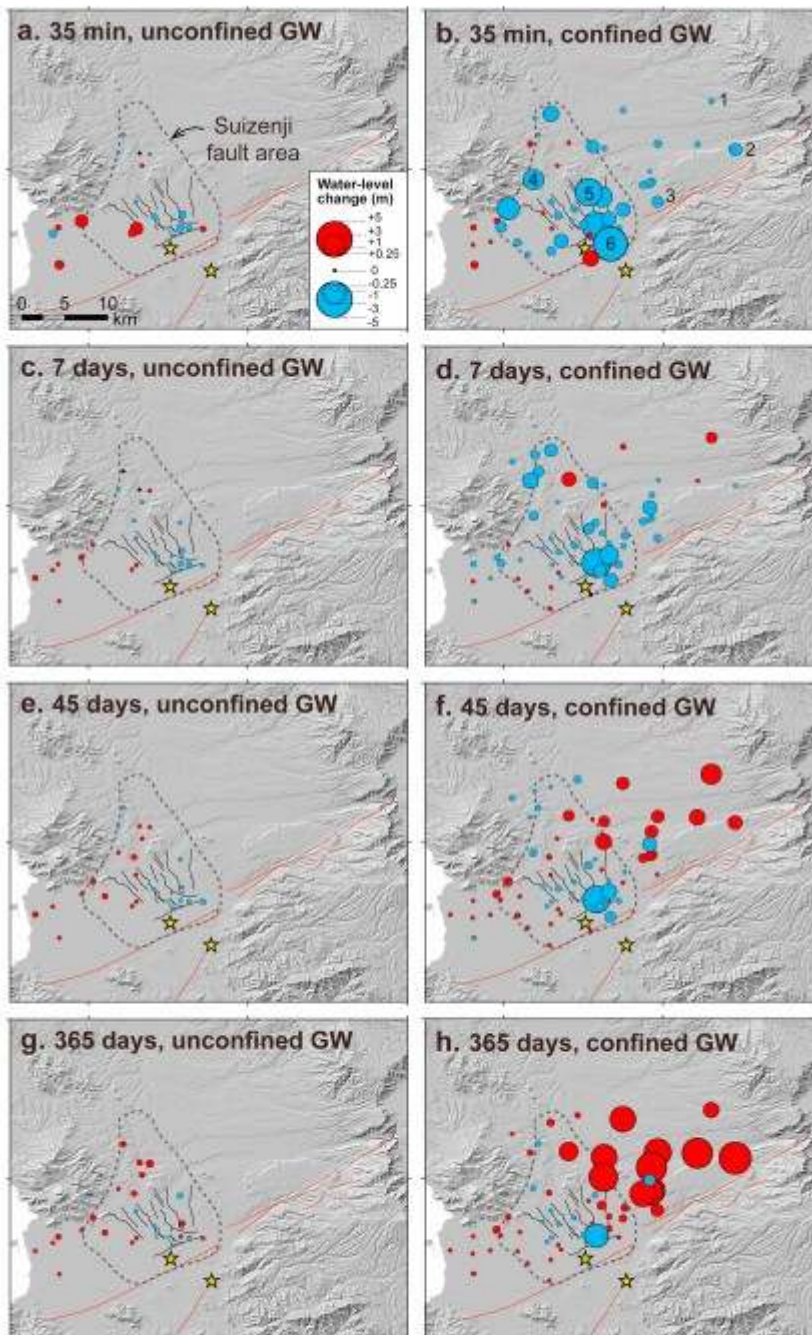 a. 35 min, unconfined GW
Suizenji
fault area
Water-level
change (m)
+5
+3
+1
+0.25
0
-0.25
-1
-3
-5
0 5 10
km
b. 35 min, confined GW
1
2
3
4
5
6
c. 7 days, unconfined GW
d. 7 days, confined GW
e. 45 days, unconfined GW
f. 45 days, confined GW
g. 365 days, unconfined GW
h. 365 days, confined GW